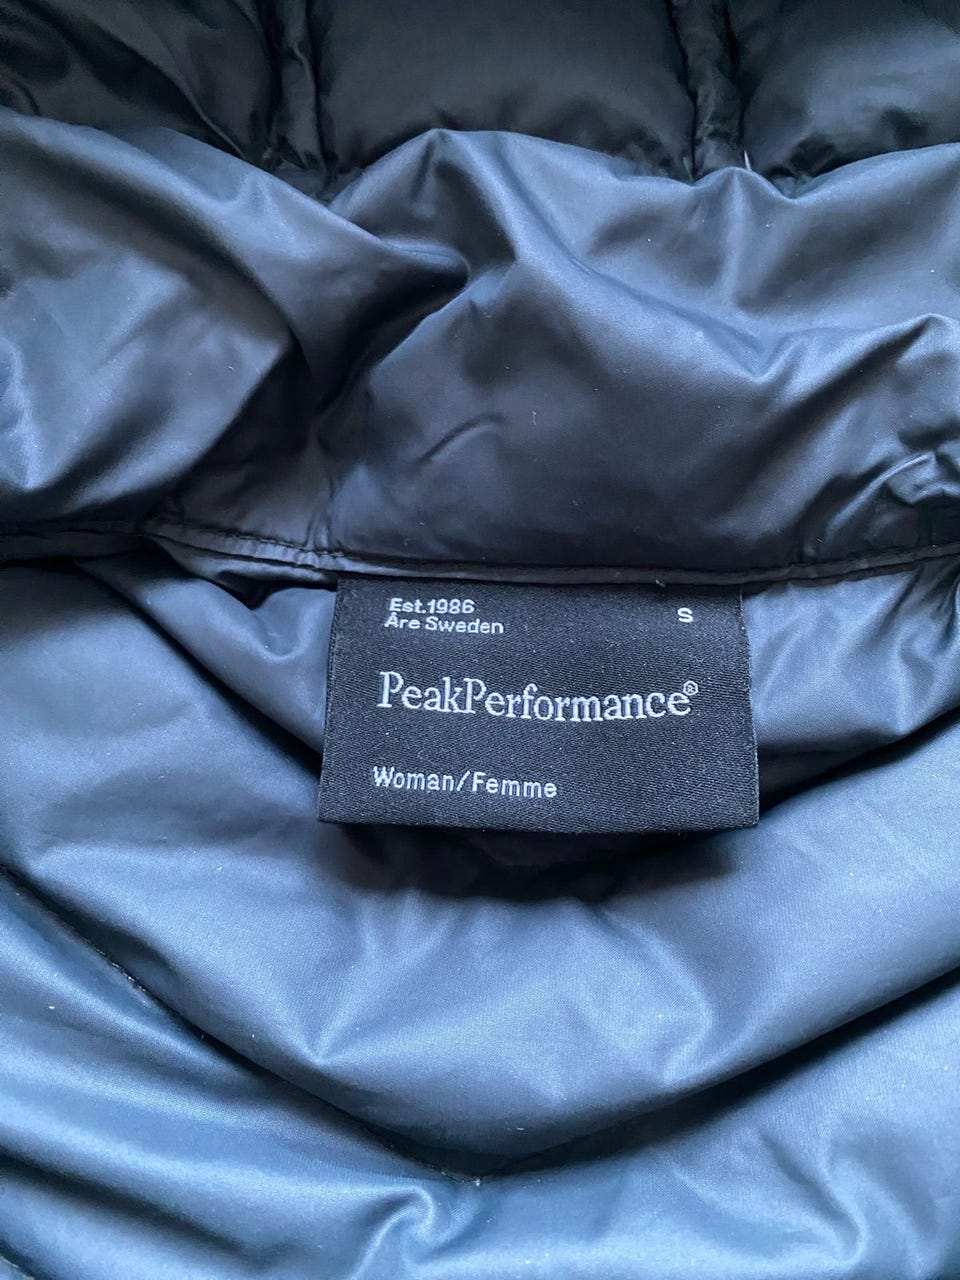 Est.1986
Åre Sweden
S
PeakPerformance®
Woman/Femme